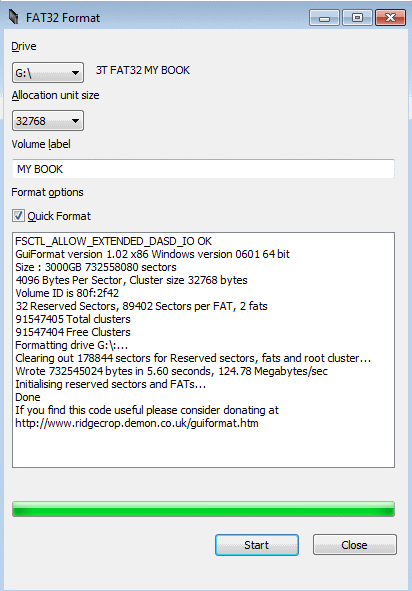 FAT32 Format
Drive
G:\
3T FAT32 MY BOOK
Allocation unit size
32768
Volume label
MY BOOK
Format options
Quick Format
FSCTL_ALLOW_EXTENDED_DASD_IO OK
GuiFormat version 1.02 x86 Windows version 0601 64 bit
Size : 3000GB 732558080 sectors
4096 Bytes Per Sector, Cluster size 32768 bytes
Volume ID is 80f:2f42
32 Reserved Sectors, 89402 Sectors per FAT, 2 fats
91547405 Total clusters
91547404 Free Clusters
Formatting drive G:\:...
Clearing out 178844 sectors for Reserved sectors, fats and root cluster...
Wrote 732545024 bytes in 5.60 seconds, 124.78 Megabytes/sec
Initialising reserved sectors and FATs...
Done
If you find this code useful please consider donating at
http://www.ridgecrop.demon.co.uk/guiformat.htm
Start
Close